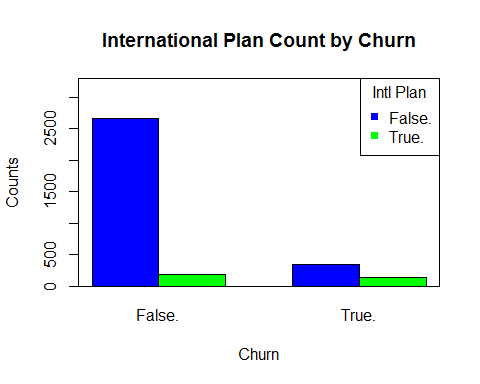 International Plan Count by Churn
Intl Plan
False.
True.
Counts
2500
1500
500
0
False.
True.
Churn